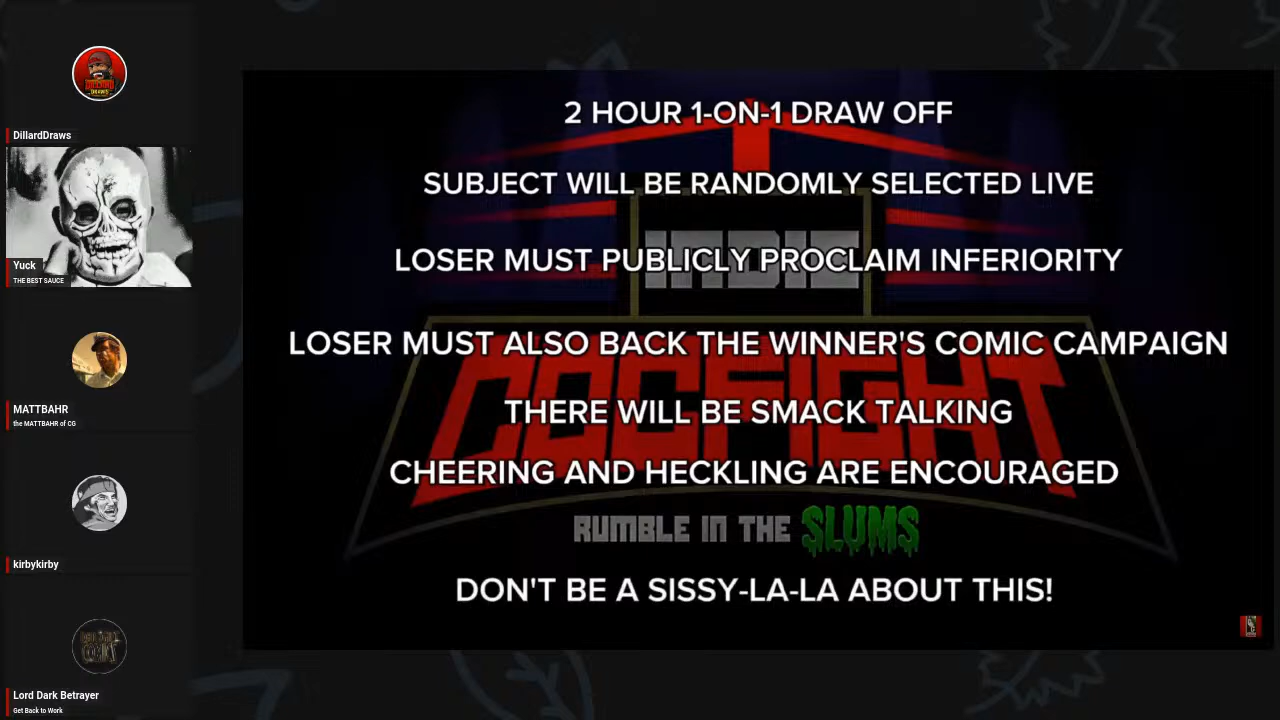 DillardDraws
Yuck
THE BEST SAUCE
MATTBAHR
the MATTBAHR of CG
kirbykirby
Lord Dark Betrayer
Get Back to Work
2 HOUR 1-ON-1 DRAW OFF
SUBJECT WILL BE RANDOMLY SELECTED LIVE
INDIE
LOSER MUST PUBLICLY PROCLAIM INFERIORITY
LOSER MUST ALSO BACK THE WINNER'S COMIC CAMPAIGN
COCFIGHT
THERE WILL BE SMACK TALKING
CHEERING AND HECKLING ARE ENCOURAGED
RUMBLE IN THE SLUMS
DON'T BE A SISSY-LA-LA ABOUT THIS!